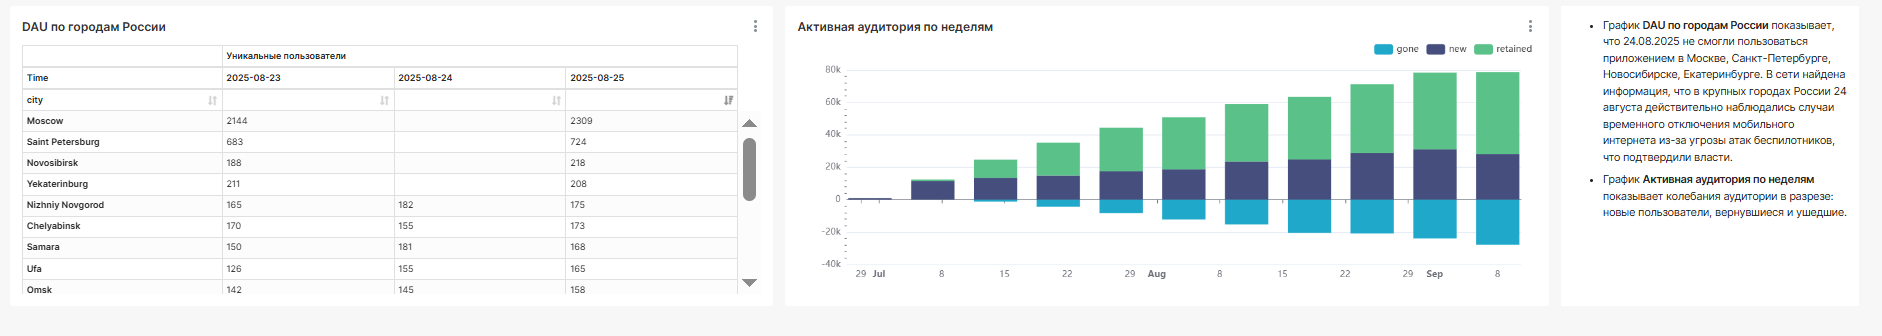 DAU по городам России
Уникальные пользователи
Time 2025-08-23 2025-08-24 2025-08-25
city
Moscow 2144 2309
Saint Petersburg 683 724
Novosibirsk 188 218
Yekaterinburg 211 208
Nizhniy Novgorod 165 182 175
Chelyabinsk 170 155 173
Samara 150 181 168
Ufa 126 155 165
Omsk 142 145 158
Активная аудитория по неделям
gone new retained
80k
60k
40k
20k
0
-20k
-40k
29 Jul 8 15 22 29 Aug 8 15 22 29 Sep 8
• График DAU по городам России показывает,
что 24.08.2025 не смогли пользоваться
приложением в Москве, Санкт-Петербурге,
Новосибирске, Екатеринбурге. В сети найдена
информация, что в крупных городах России 24
августа действительно наблюдались случаи
временного отключения мобильного
интернета из-за угрозы атак беспилотников,
что подтвердили власти.
• График Активная аудитория по неделям
показывает колебания аудитории в разрезе:
новые пользователи, вернувшиеся и ушедшие.